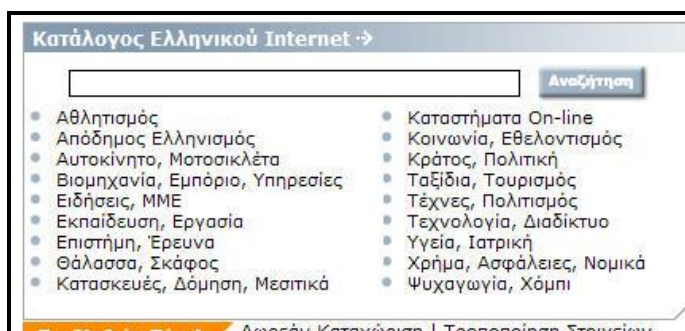 Κατάλογος Ελληνικού Internet
Αναζήτηση
Αθλητισμός
Απόδημος Ελληνισμός
Αυτοκίνητο, Μοτοσικλέτα
Βιομηχανία, Εμπόριο, Υπηρεσίες
Ειδήσεις, ΜΜΕ
Εκπαίδευση, Εργασία
Επιστήμη, Έρευνα
Θάλασσα, Σκάφος
Κατασκευές, Δόμηση, Μεσιτικά
Καταστήματα On-line
Κοινωνία, Εθελοντισμός
Κράτος, Πολιτική
Ταξίδια, Τουρισμός
Τέχνες, Πολιτισμός
Τεχνολογία, Διαδίκτυο
Υγεία, Ιατρική
Χρήμα, Ασφάλειες, Νομικά
Ψυχαγωγία, Χόμπι
Δωρεάν Καταχώριση | Τροποποίηση Στοιχείων